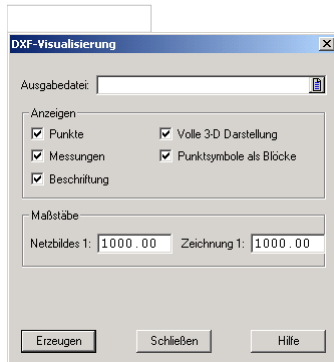 DXF-Visualisierung
Ausgabedatei:
Anzeigen
Punkte Volle 3-D Darstellung
Messungen Punktsymbole als Blöcke
Beschriftung
Maßstäbe
Netzbildes 1: 1000.00 Zeichnung 1: 1000.00
Erzeugen Schließen Hilfe